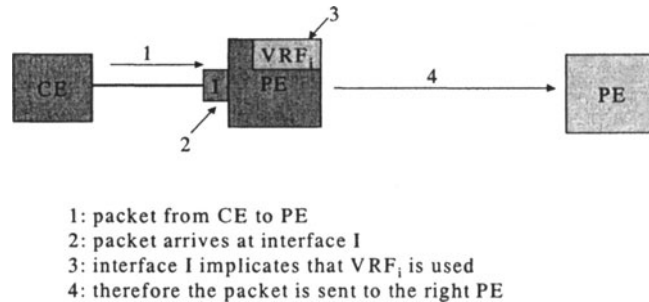 3
1
VRFi
CE
I
PE
4
PE
2
1: packet from CE to PE
2: packet arrives at interface I
3: interface I implicates that VRFi is used
4: therefore the packet is sent to the right PE